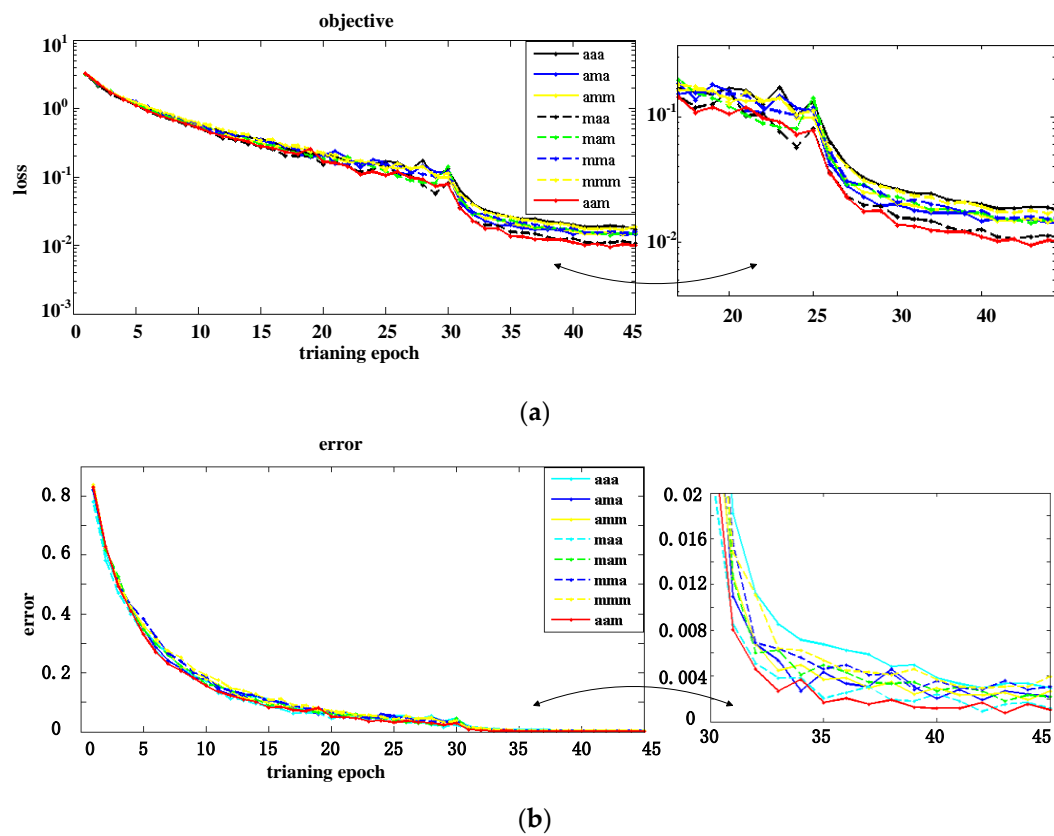 objective
10^1
10^0
10^-1
10^-2
10^-3
loss
5 10 15 20 25 30 35 40 45
trianing epoch
aaa
ama
amm
maa
mam
mma
mmm
aam
10^-1
10^-2
20 25 30 40
(a)
error
0.8
0.6
0.4
0.2
0
error
0 5 10 15 20 25 30 35 40 45
trianing epoch
aaa
ama
amm
maa
mam
mma
mmm
aam
0.02
0.016
0.012
0.008
0.004
0
30 35 40 45
(b)